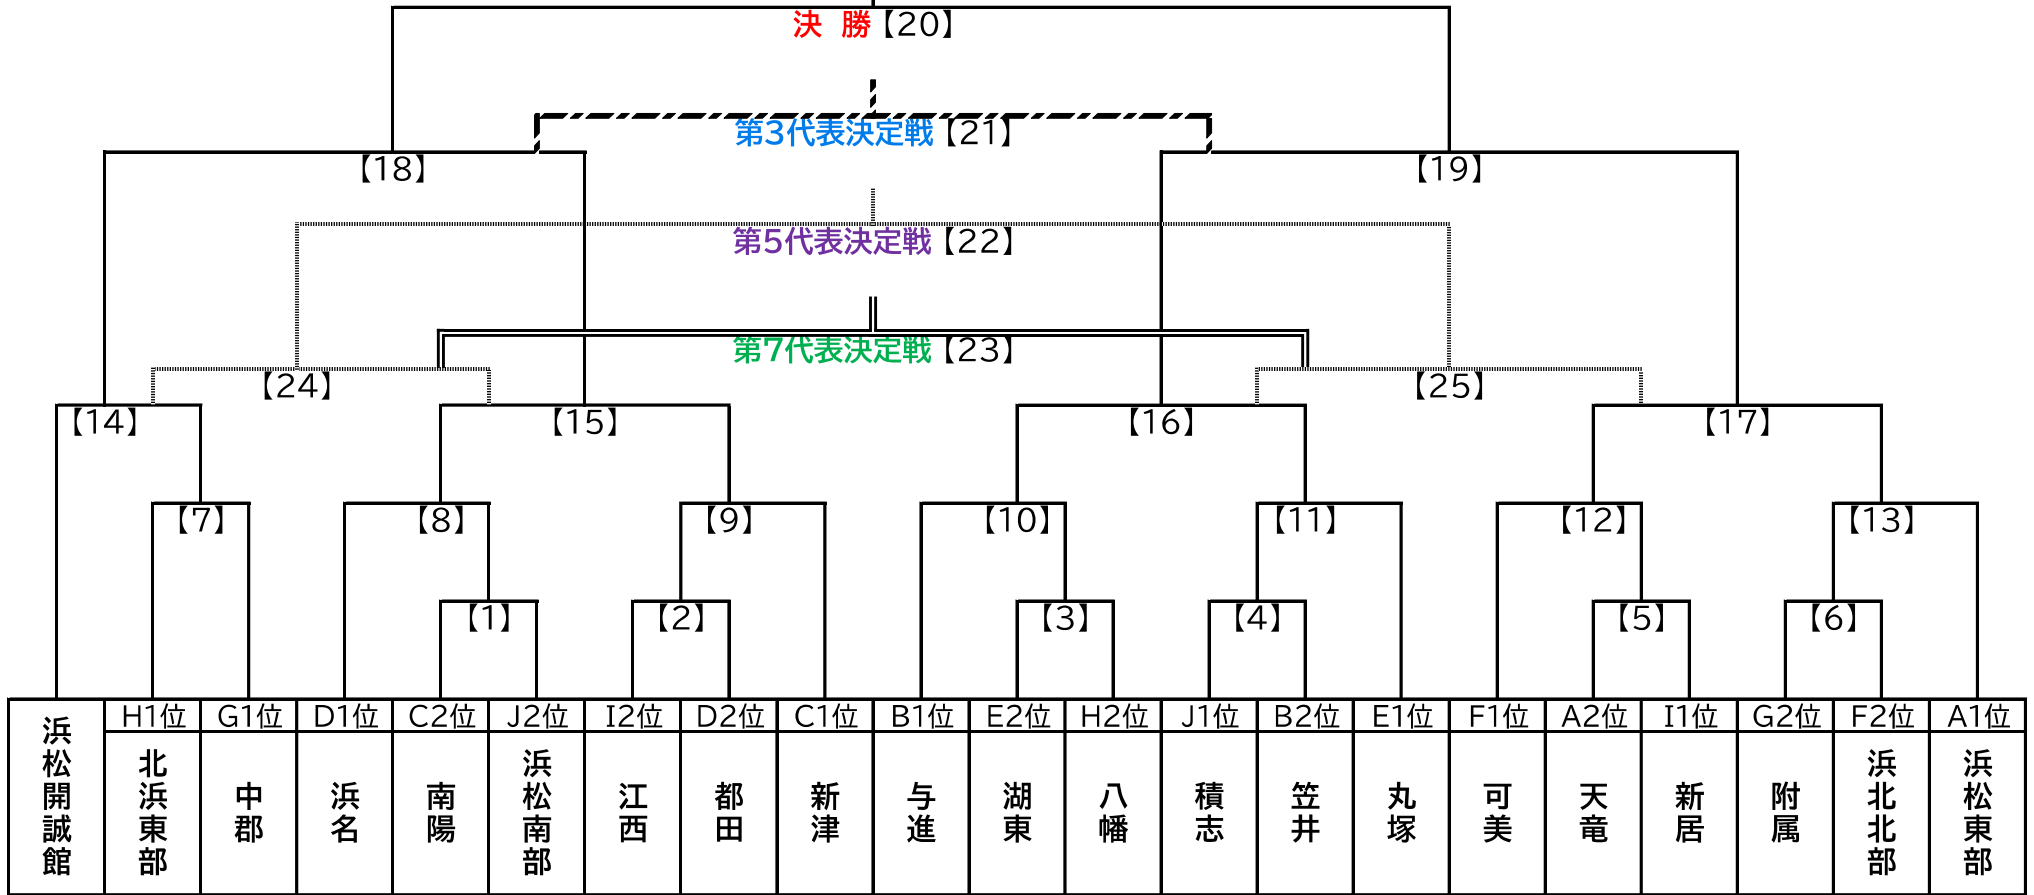 決　勝【20】
第3代表決定戦【21】
【18】
【19】
第5代表決定戦【22】
第7代表決定戦【23】
【24】
【25】
【14】
【15】
【16】
【17】
【7】
【8】
【9】
【10】
【11】
【12】
【13】
【1】
【2】
【3】
【4】
【5】
【6】
浜松開誠館
H1位
北浜東部
G1位
中郡
D1位
浜名
C2位
南陽
J2位
浜松南部
I2位
江西
D2位
都田
C1位
新津
B1位
与進
E2位
湖東
H2位
八幡
J1位
積志
B2位
笠井
E1位
丸塚
F1位
可美
A2位
天竜
I1位
新居
G2位
附属
F2位
浜北北部
A1位
浜松東部